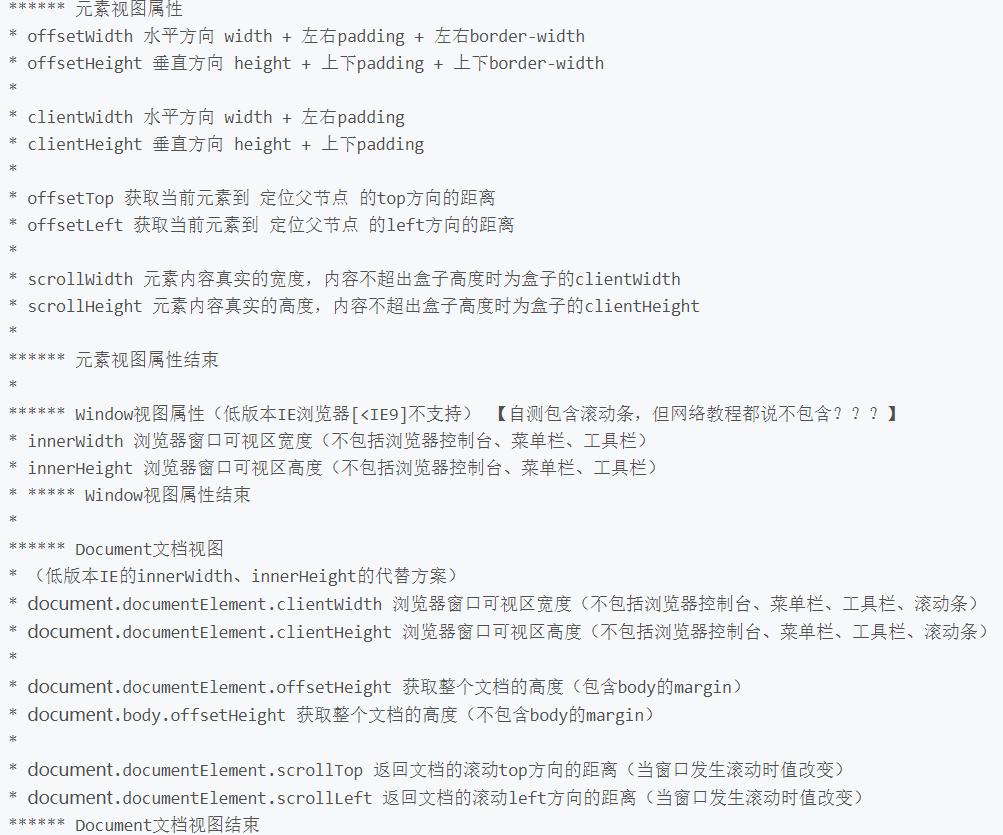 ****** 元素视图属性
* offsetWidth 水平方向 width + 左右padding + 左右border-width
* offsetHeight 垂直方向 height + 上下padding + 上下border-width
*
* clientWidth 水平方向 width + 左右padding
* clientHeight 垂直方向 height + 上下padding
*
* offsetTop 获取当前元素到 定位父节点 的top方向的距离
* offsetLeft 获取当前元素到 定位父节点 的left方向的距离
*
* scrollWidth 元素内容真实的宽度，内容不超出盒子高度时为盒子的clientWidth
* scrollHeight 元素内容真实的高度，内容不超出盒子高度时为盒子的clientHeight
*
****** 元素视图属性结束
*
****** Window视图属性（低版本IE浏览器[<IE9]不支持） 【自测包含滚动条，但网络教程都说不包含？？？】
* innerWidth 浏览器窗口可视区宽度（不包括浏览器控制台、菜单栏、工具栏）
* innerHeight 浏览器窗口可视区高度（不包括浏览器控制台、菜单栏、工具栏）
* ***** Window视图属性结束
*
****** Document文档视图
* （低版本IE的innerWidth、innerHeight的代替方案）
* document.documentElement.clientWidth 浏览器窗口可视区宽度（不包括浏览器控制台、菜单栏、工具栏、滚动条）
* document.documentElement.clientHeight 浏览器窗口可视区高度（不包括浏览器控制台、菜单栏、工具栏、滚动条）
*
* document.documentElement.offsetHeight 获取整个文档的高度（包含body的margin）
* document.body.offsetHeight 获取整个文档的高度（不包含body的margin）
*
* document.documentElement.scrollTop 返回文档的滚动top方向的距离（当窗口发生滚动时值改变）
* document.documentElement.scrollLeft 返回文档的滚动left方向的距离（当窗口发生滚动时值改变）
****** Document文档视图结束